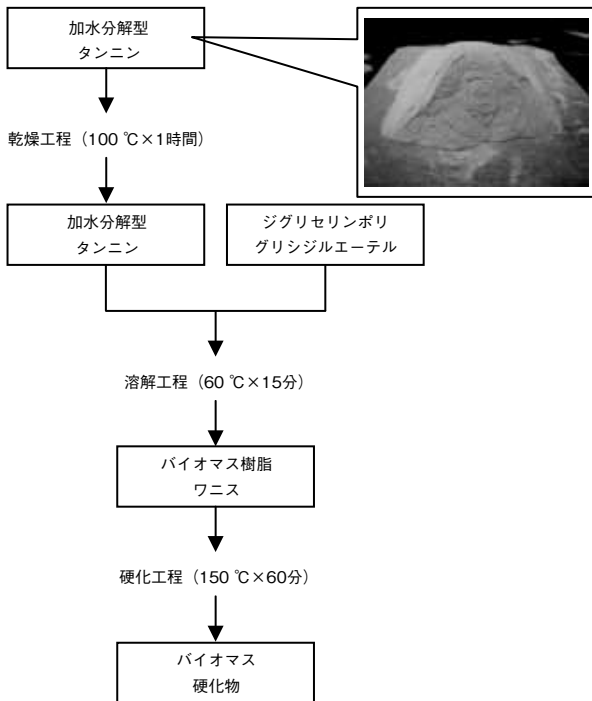 加水分解型
タンニン
乾燥工程（100 ℃×1時間）
加水分解型
タンニン
ジグリセリンポリ
グリシジルエーテル
溶解工程（60 ℃×15分）
バイオマス樹脂
ワニス
硬化工程（150 ℃×60分）
バイオマス
硬化物